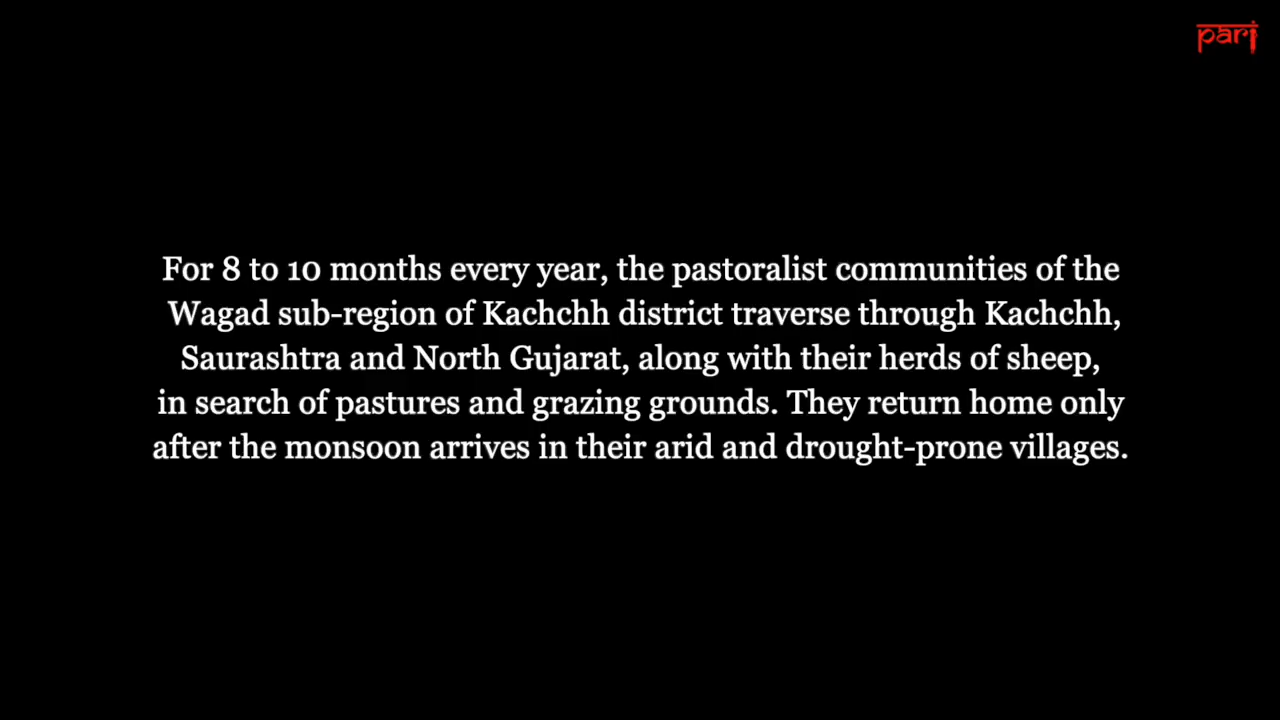 pari
For 8 to 10 months every year, the pastoralist communities of the
Wagad sub-region of Kachchh district traverse through Kachchh,
Saurashtra and North Gujarat, along with their herds of sheep,
in search of pastures and grazing grounds. They return home only
after the monsoon arrives in their arid and drought-prone villages.